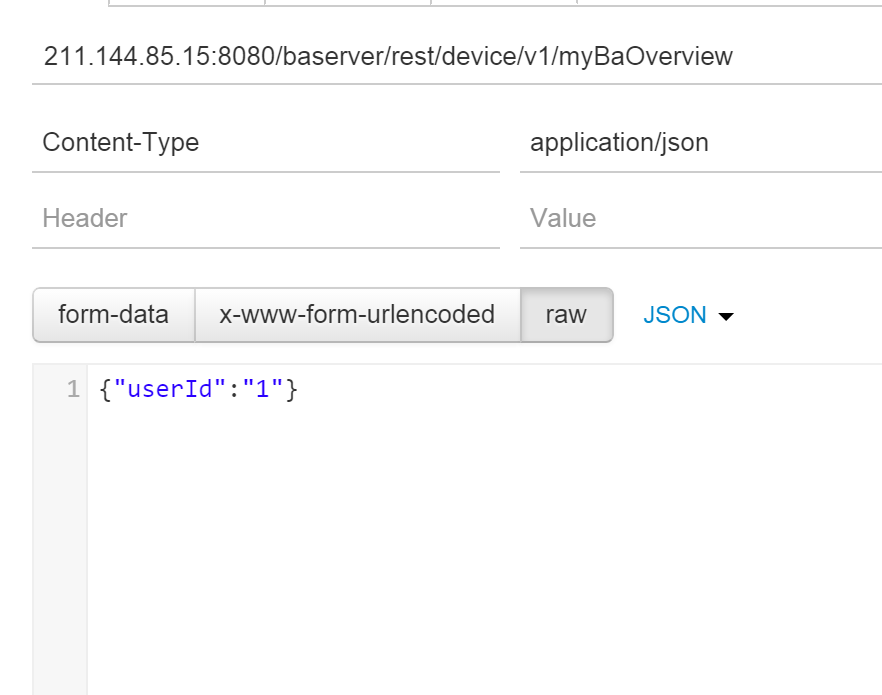 211.144.85.15:8080/baserver/rest/device/v1/myBaOverview
Content-Type application/json
Header Value
form-data x-www-form-urlencoded raw JSON
1 {"userId":"1"}